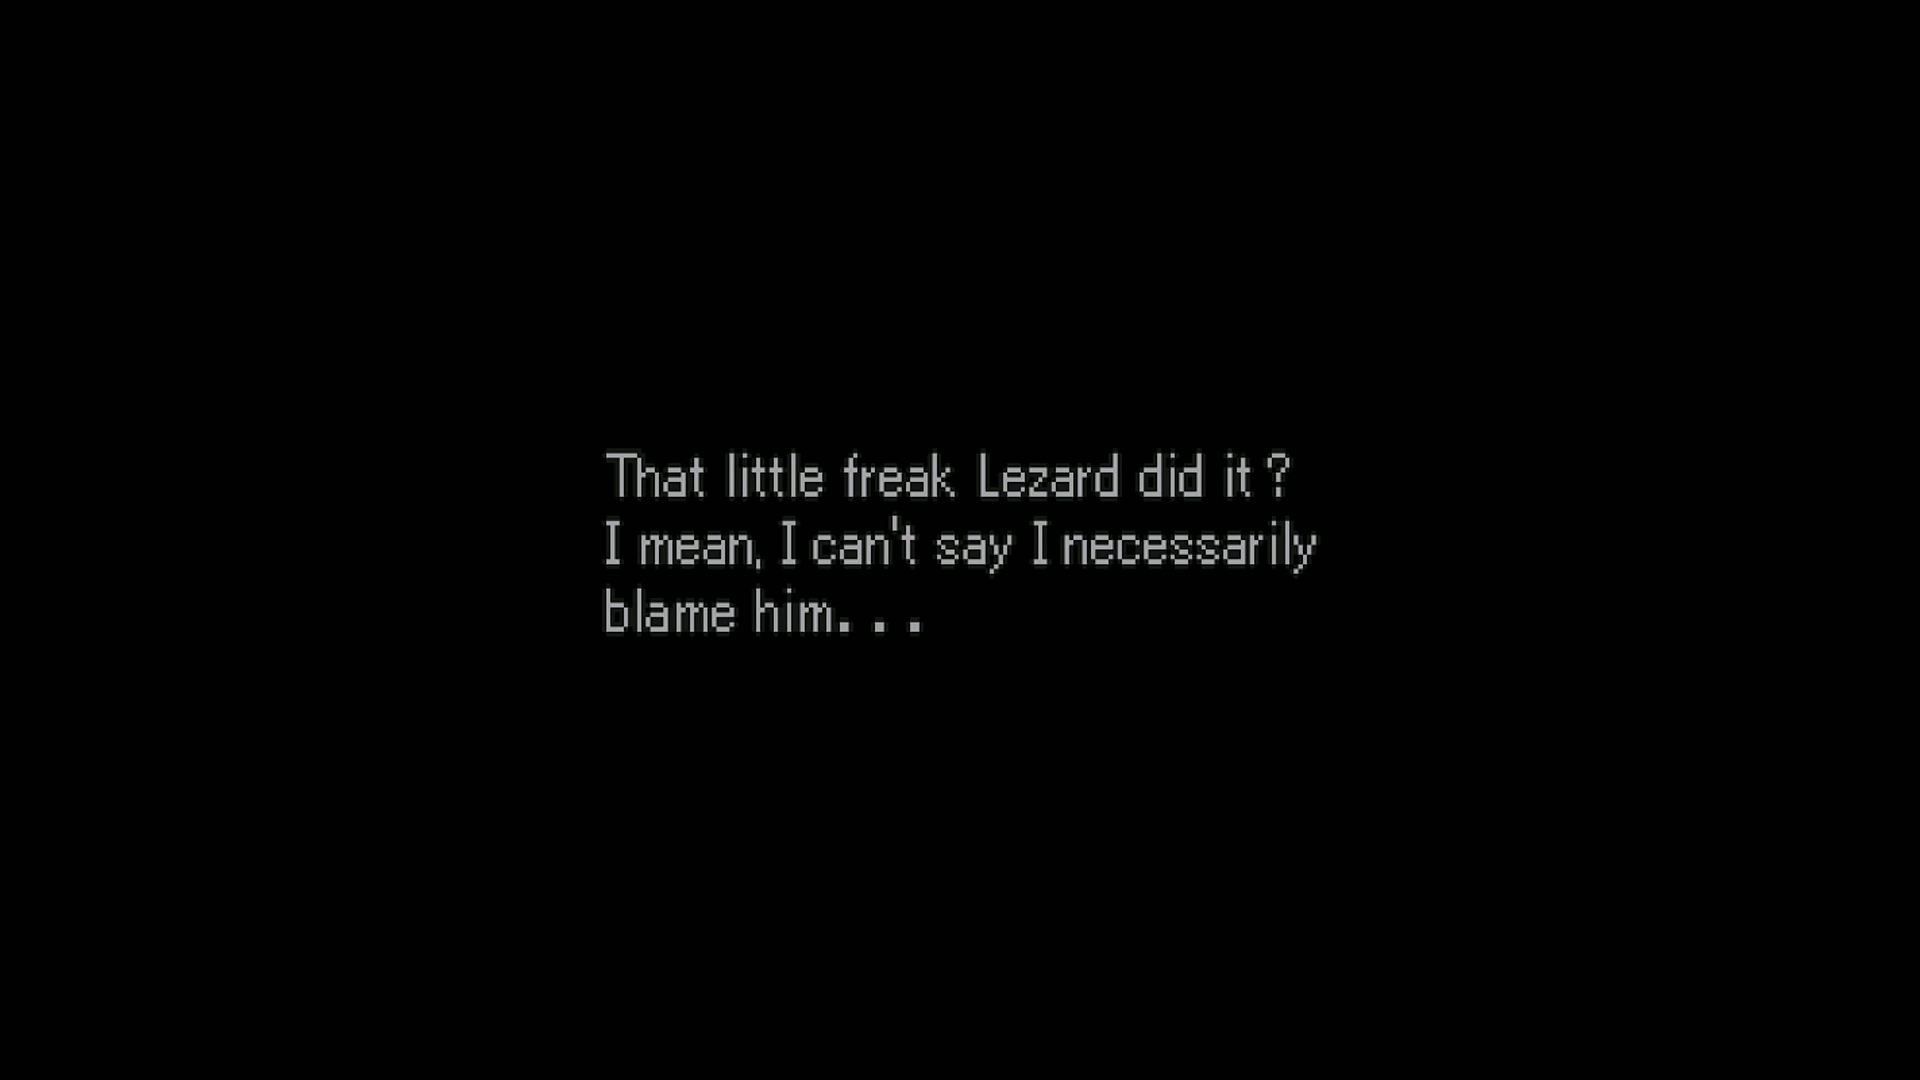 That little freak Lezard did it?
I mean, I can't say I necessarily
blame him...